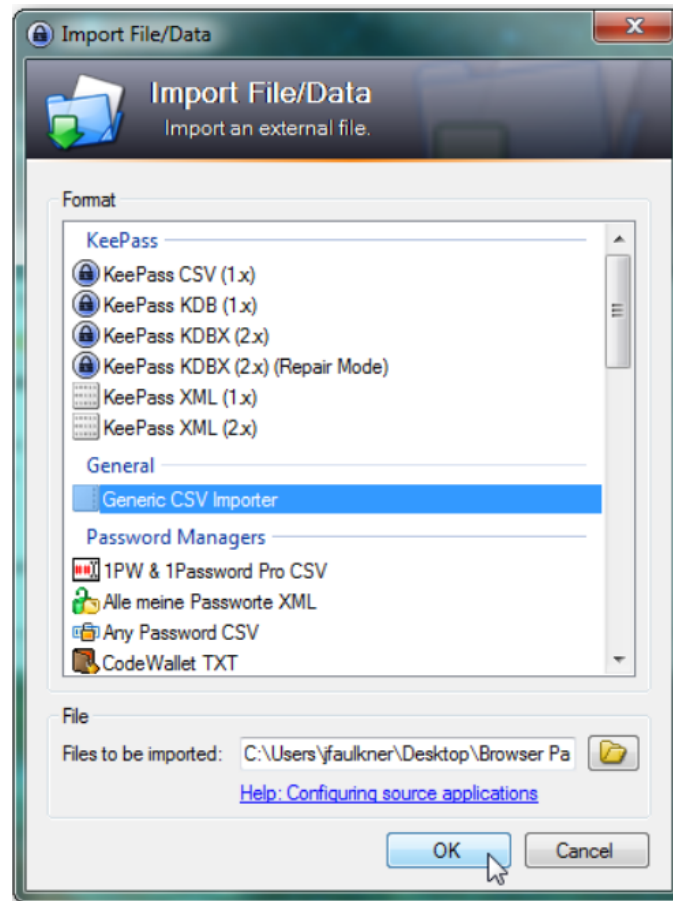 Import File/Data
Import File/Data
Import an external file.
Format
KeePass
KeePass CSV (1.x)
KeePass KDB (1.x)
KeePass KDBX (2.x)
KeePass KDBX (2.x) (Repair Mode)
KeePass XML (1.x)
KeePass XML (2.x)
General
Generic CSV Importer
Password Managers
1PW & 1Password Pro CSV
Alle meine Passworte XML
Any Password CSV
CodeWallet TXT
File
Files to be imported: C:\Users\jfaulkner\Desktop\Browser Pa
Help: Configuring source applications
OK Cancel